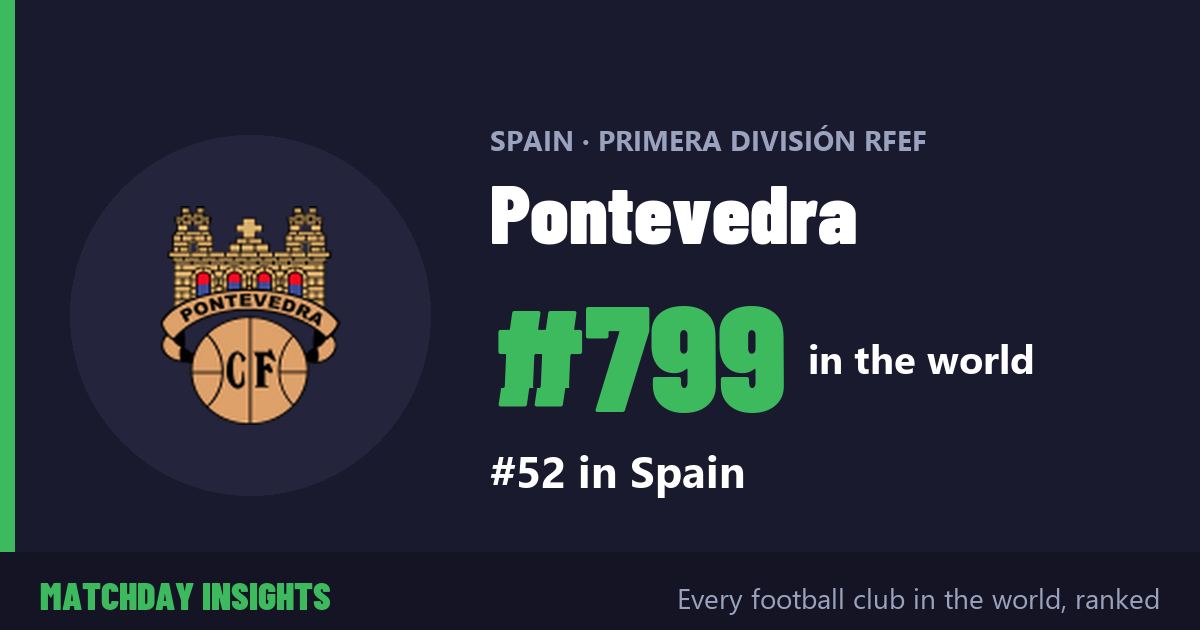 SPAIN · PRIMERA DIVISIÓN RFEF
Pontevedra
#799 in the world
#52 in Spain
PONTEVEDRA
CF
MATCHDAY INSIGHTS
Every football club in the world, ranked